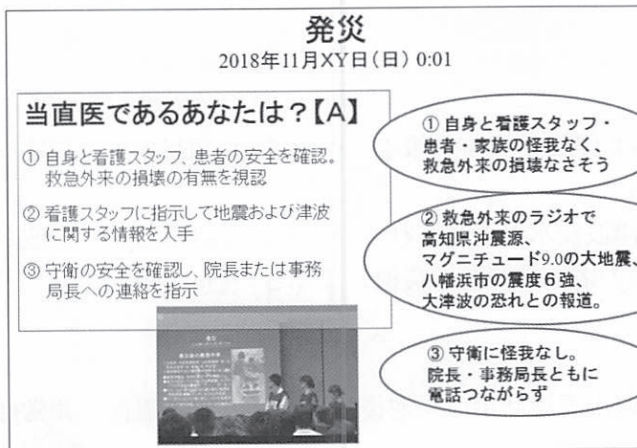 発災
2018年11月XY日(日) 0:01
当直医であるあなたは?【A】
① 自身と看護スタッフ、患者の安全を確認。
救急外来の損壊の有無を視認
② 看護スタッフに指示して地震および津波
に関する情報を入手
③ 守衛の安全を確認し、院長または事務
局長への連絡を指示
① 自身と看護スタッフ・
患者・家族の怪我なく、
救急外来の損壊なさそう
② 救急外来のラジオで
高知県沖震源、
マグニチュード9.0の大地震、
八幡浜市の震度6強、
大津波の恐れとの報道。
③ 守衛に怪我なし。
院長・事務局長ともに
電話つながらず